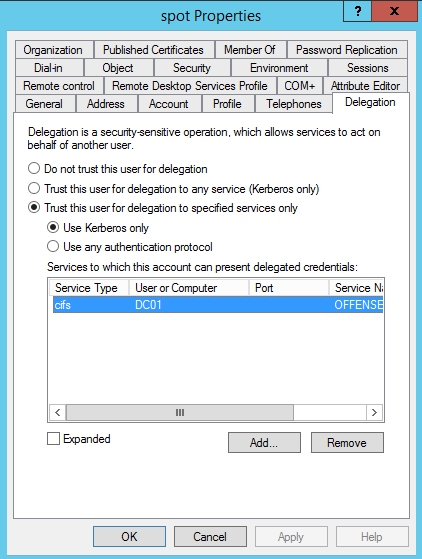 spot Properties
? x
Organization Published Certificates Member Of Password Replication
Dial-in Object Security Environment Sessions
Remote control Remote Desktop Services Profile COM+ Attribute Editor
General Address Account Profile Telephones Delegation
Delegation is a security-sensitive operation, which allows services to act on
behalf of another user.
Do not trust this user for delegation
Trust this user for delegation to any service (Kerberos only)
Trust this user for delegation to specified services only
Use Kerberos only
Use any authentication protocol
Services to which this account can present delegated credentials:
Service Type User or Computer Port Service Na
cifs DC01 OFFENSE
Expanded Add... Remove
OK Cancel Apply Help